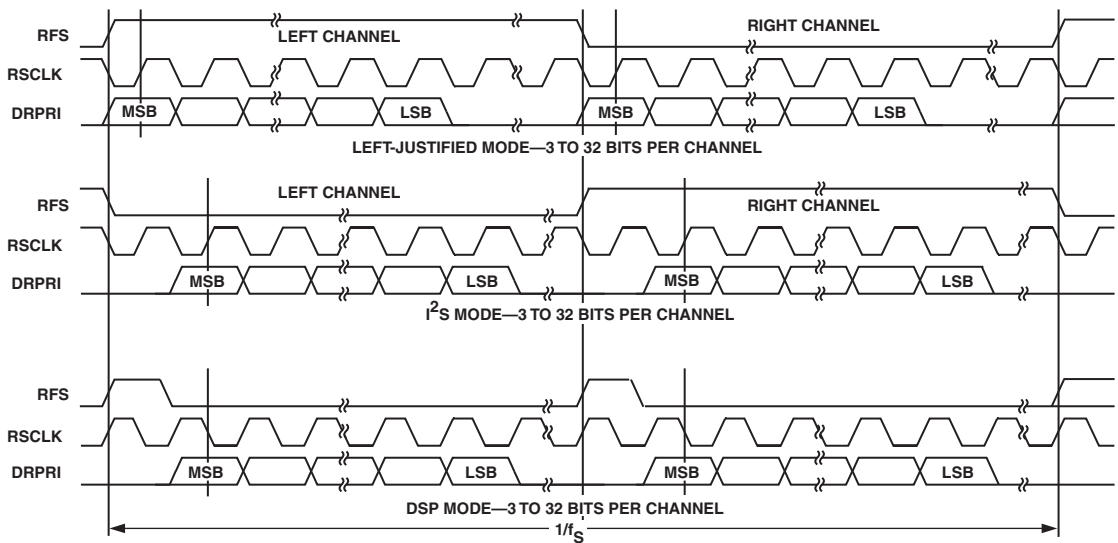 RFS LEFT CHANNEL RIGHT CHANNEL
RSCLK
DRPRI MSB LSB MSB LSB
LEFT-JUSTIFIED MODE—3 TO 32 BITS PER CHANNEL
RFS LEFT CHANNEL RIGHT CHANNEL
RSCLK
DRPRI MSB LSB MSB LSB
I²S MODE—3 TO 32 BITS PER CHANNEL
RFS
RSCLK
DRPRI MSB LSB MSB LSB
DSP MODE—3 TO 32 BITS PER CHANNEL
1/fS